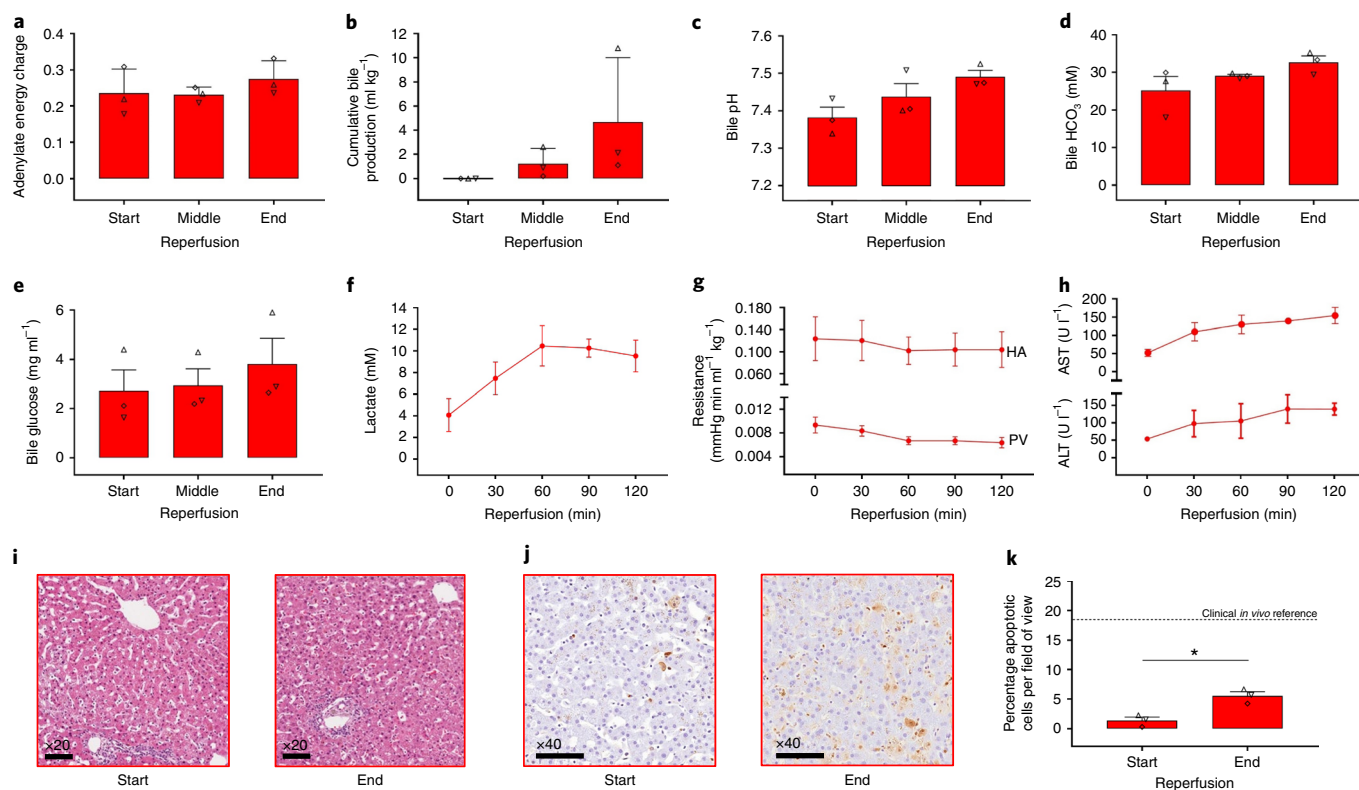 a
Adenylate energy charge
0.4
0.3
0.2
0.1
0.0
Start Middle End
Reperfusion
b
Cumulative bile
production (ml kg⁻¹)
12
10
8
6
4
2
0
Start Middle End
Reperfusion
c
Bile pH
7.6
7.5
7.4
7.3
7.2
Start Middle End
Reperfusion
d
Bile HCO₃ (mM)
40
30
20
10
0
Start Middle End
Reperfusion
e
Bile glucose (mg ml⁻¹)
6
4
2
0
Start Middle End
Reperfusion
f
Lactate (mM)
14
12
10
8
6
4
2
0
0 30 60 90 120
Reperfusion (min)
g
Resistance
(mmHg min ml⁻¹ kg⁻¹)
0.180
0.140
0.100
0.060
0.012
0.008
0.004
HA
PV
0 30 60 90 120
Reperfusion (min)
h
AST (U l⁻¹)
200
150
100
50
0
ALT (U l⁻¹)
150
100
50
0
0 30 60 90 120
Reperfusion (min)
i
×20
Start
×20
End
j
×40
Start
×40
End
k
Percentage apoptotic
cells per field of view
25
20
15
10
5
0
Clinical in vivo reference
*
Start End
Reperfusion